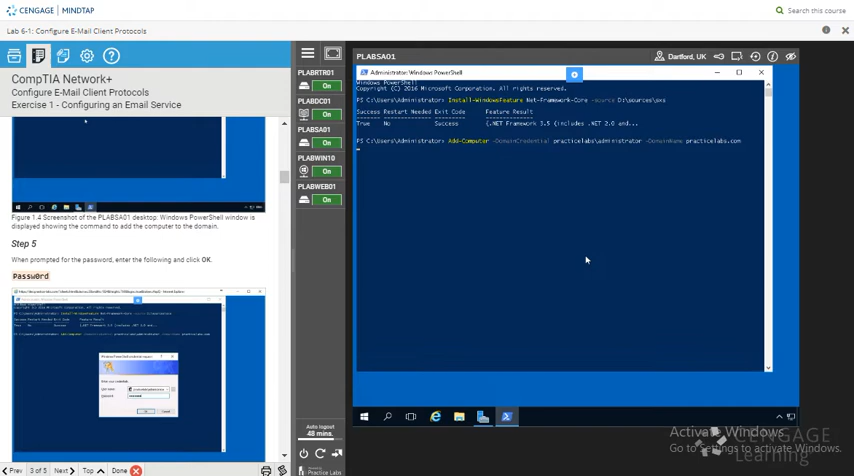 CENGAGE MINDTAP
Search this course
Lab 6-1: Configure E-Mail Client Protocols
CompTIA Network+
Configure E-Mail Client Protocols
Exercise 1 - Configuring an Email Service
Figure 1.4 Screenshot of the PLABSA01 desktop: Windows PowerShell window is
displayed showing the command to add the computer to the domain.
Step 5
When prompted for the password, enter the following and click OK.
Passw0rd
Prev 3 of 5 Next Top Done
PLABRTR01
On
PLABDC01
On
PLABSA01
On
PLABWIN10
On
PLABWEB01
On
Auto logout
48 mins.
Practice Labs
PLABSA01
Dartford, UK
Administrator: Windows PowerShell
Windows PowerShell
Copyright (C) 2016 Microsoft Corporation. All rights reserved.
PS C:\Users\Administrator> Install-WindowsFeature Net-Framework-Core -source D:\sources\sxs
Success Restart Needed Exit Code Feature Result
True No Success {.NET Framework 3.5 (includes .NET 2.0 and...
PS C:\Users\Administrator> Add-Computer -DomainCredential practicelabs\administrator -DomainName practicelabs.com
Activate Windows
Go to Settings to activate Windows.
CENGAGE
Learning